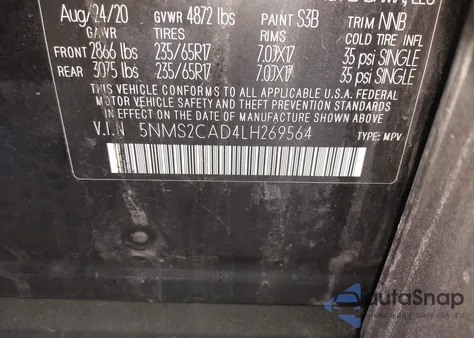 Aug/24/20 GVWR 4872 lbs PAINT S3B TRIM NNB
GAWR TIRES RIMS COLD TIRE INFL
FRONT 2866 lbs 235/65R17 7.0JX17 35 psi SINGLE
REAR 3075 lbs 235/65R17 7.0JX17 35 psi SINGLE
THIS VEHICLE CONFORMS TO ALL APPLICABLE U.S.A. FEDERAL
MOTOR VEHICLE SAFETY AND THEFT PREVENTION STANDARDS
IN EFFECT ON THE DATE OF MANUFACTURE SHOWN ABOVE.
V.I.N 5NMS2CAD4LH269564 TYPE: MPV
autaSnap